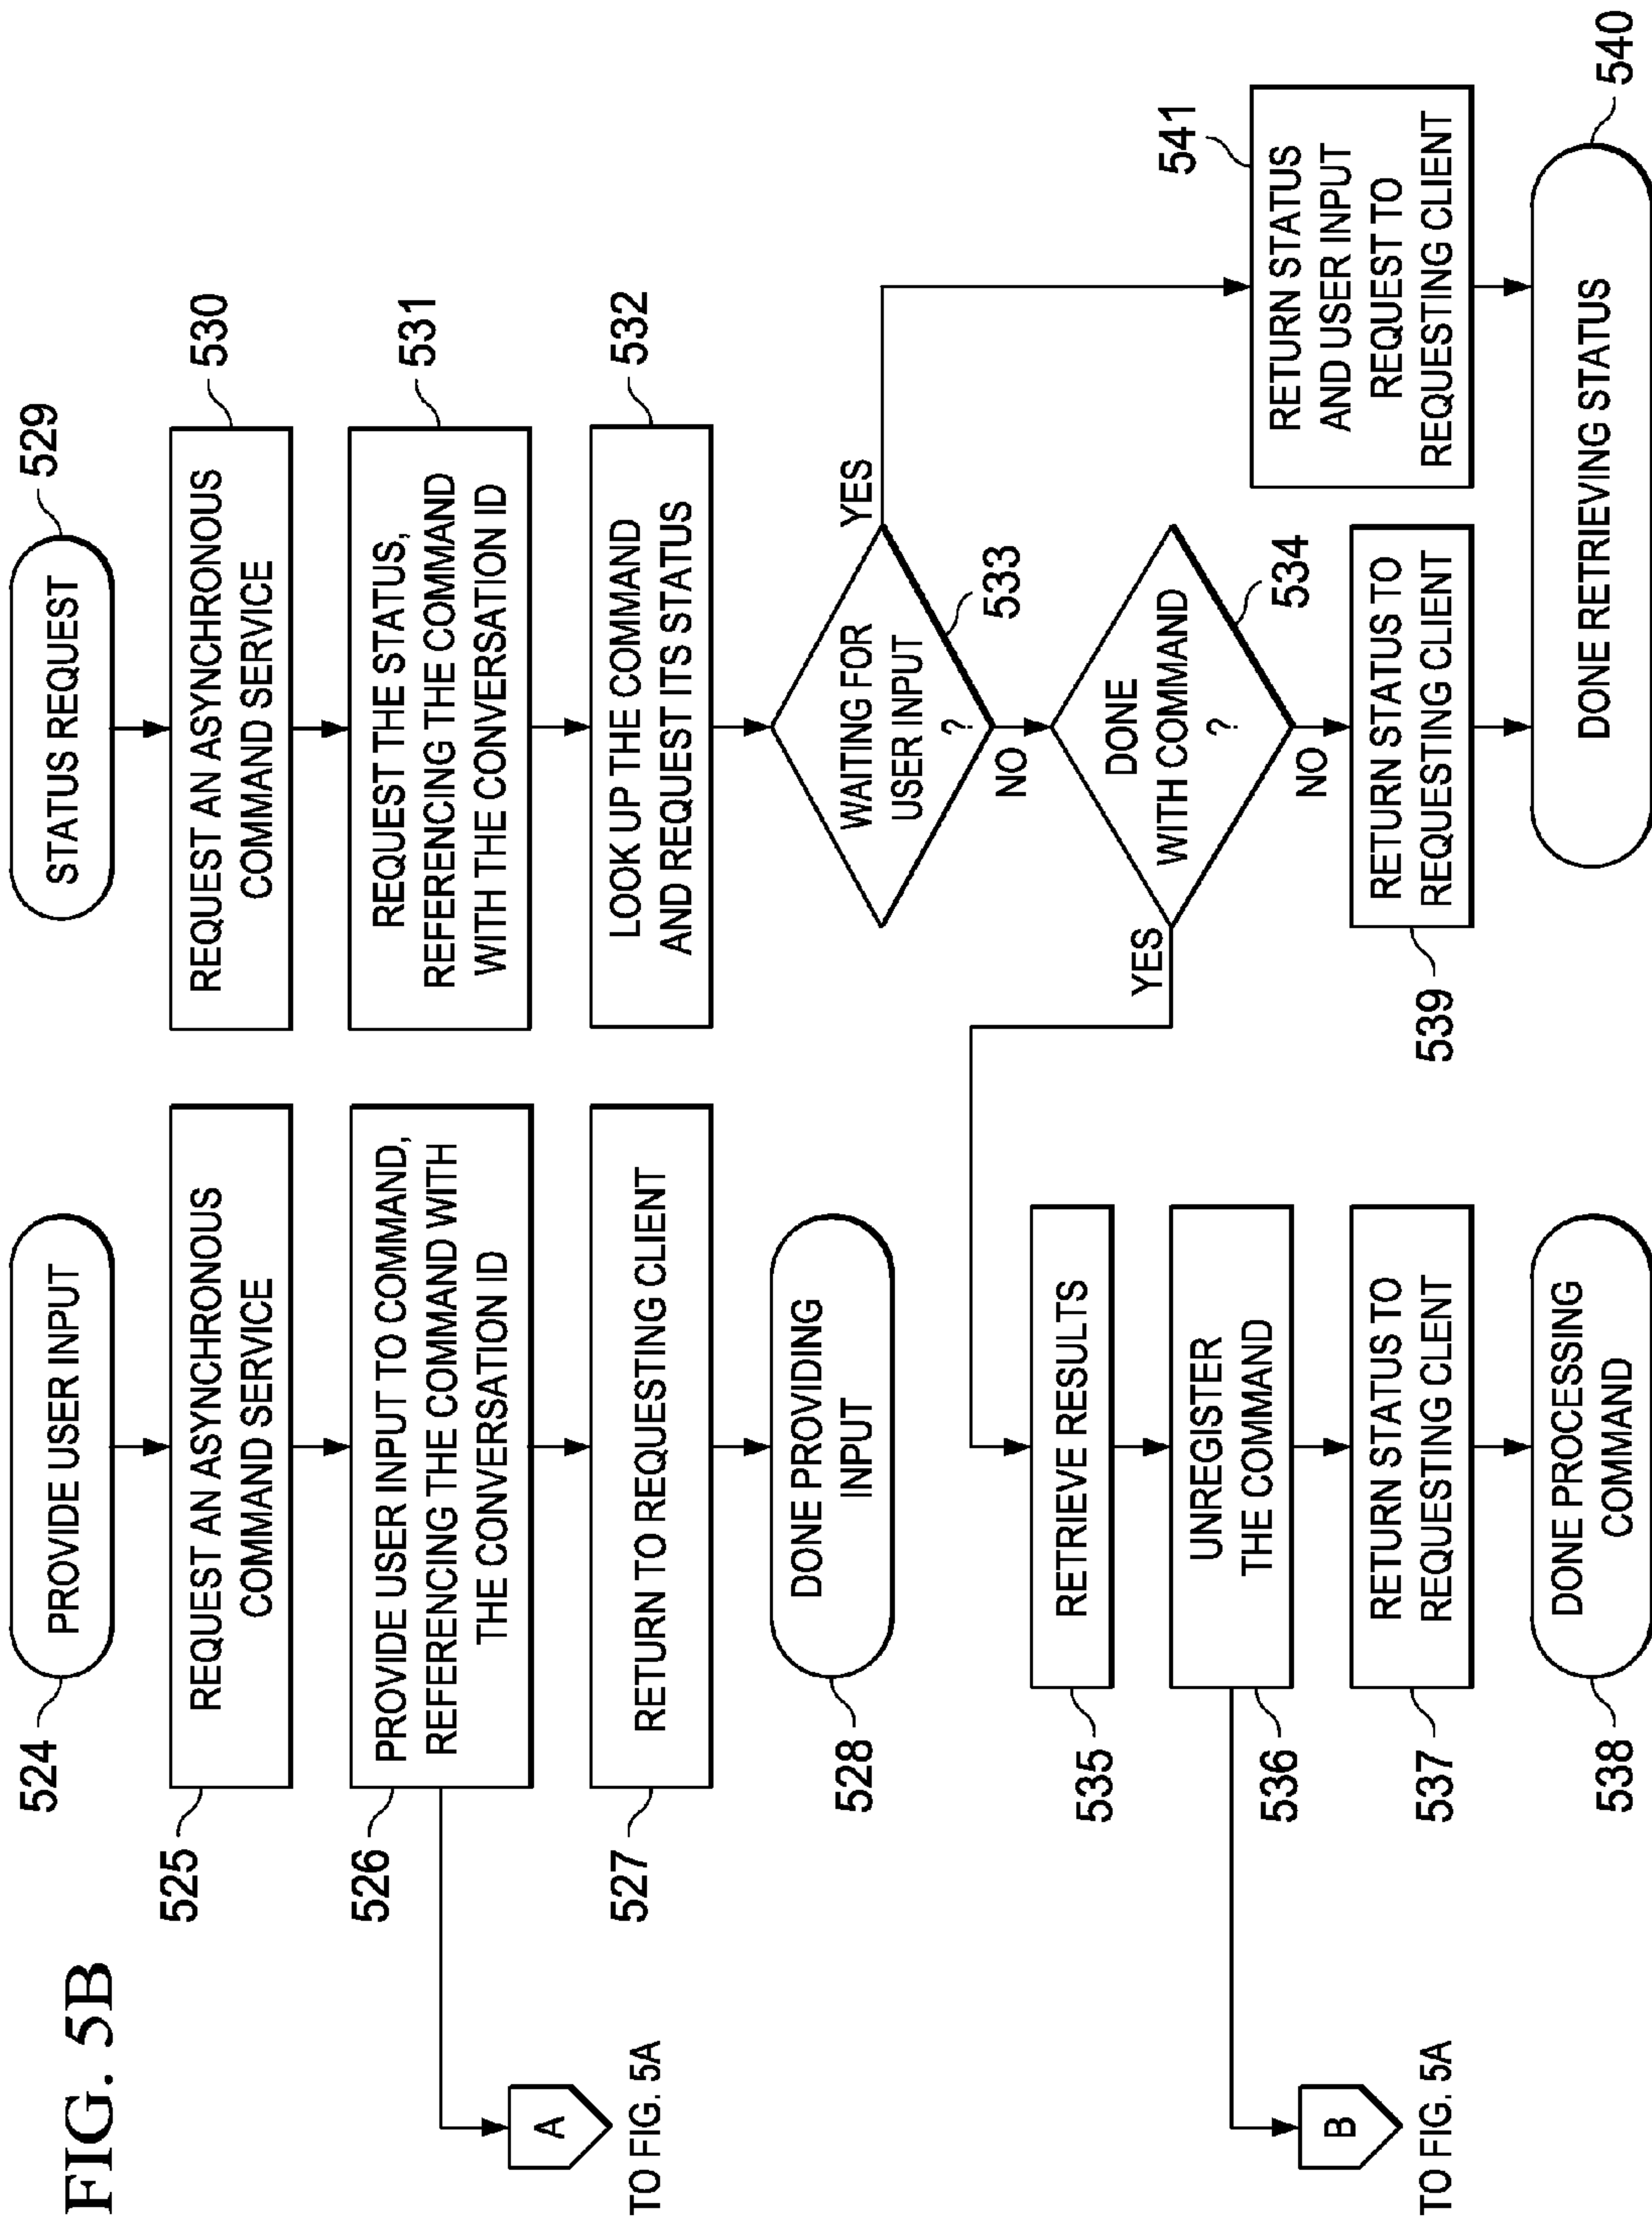 FIG. 5B
524
PROVIDE USER INPUT
525
REQUEST AN ASYNCHRONOUS
COMMAND SERVICE
526
PROVIDE USER INPUT TO COMMAND,
REFERENCING THE COMMAND WITH
THE CONVERSATION ID
A
TO FIG. 5A
527
RETURN TO REQUESTING CLIENT
528
DONE PROVIDING
INPUT
529
STATUS REQUEST
530
REQUEST AN ASYNCHRONOUS
COMMAND SERVICE
531
REQUEST THE STATUS,
REFERENCING THE COMMAND
WITH THE CONVERSATION ID
532
LOOK UP THE COMMAND
AND REQUEST ITS STATUS
533
WAITING FOR
USER INPUT
?
YES
NO
534
DONE
WITH COMMAND
?
YES
NO
535
RETRIEVE RESULTS
536
UNREGISTER
THE COMMAND
B
TO FIG. 5A
537
RETURN STATUS TO
REQUESTING CLENT
538
DONE PROCESSING
COMMAND
539
RETURN STATUS TO
REQUESTING CLIENT
541
RETURN STATUS
AND USER INPUT
REQUEST TO
REQUESTING CLIENT
540
DONE RETRIEVING STATUS